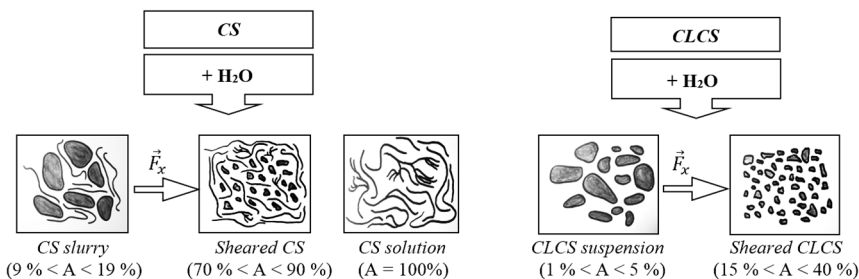 CS
+ H₂O
F⃗ₓ
CS slurry
(9 % < A < 19 %)
Sheared CS
(70 % < A < 90 %)
CS solution
(A = 100%)
CLCS
+ H₂O
F⃗ₓ
CLCS suspension
(1 % < A < 5 %)
Sheared CLCS
(15 % < A < 40 %)